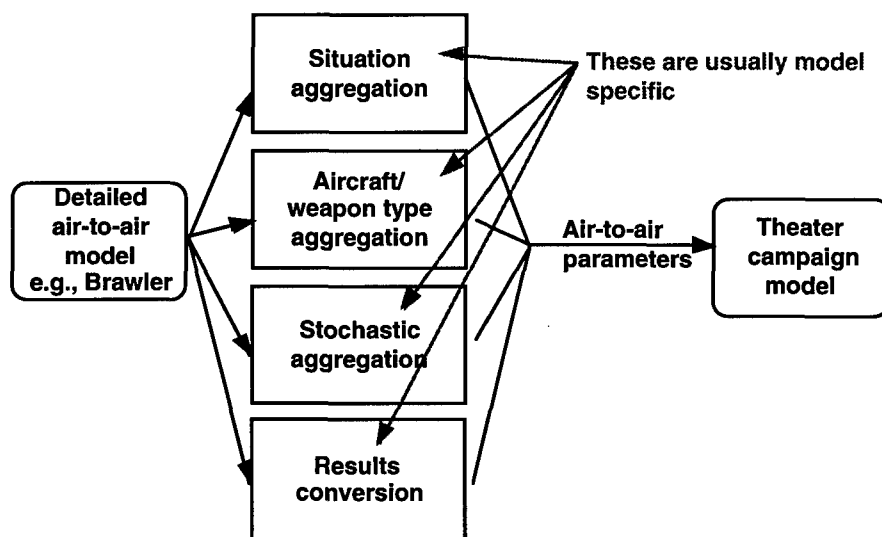 Situation
aggregation
These are usually model
specific
Aircraft/
weapon type
aggregation
Detailed
air-to-air
model
e.g., Brawler
Air-to-air
parameters
Theater
campaign
model
Stochastic
aggregation
Results
conversion